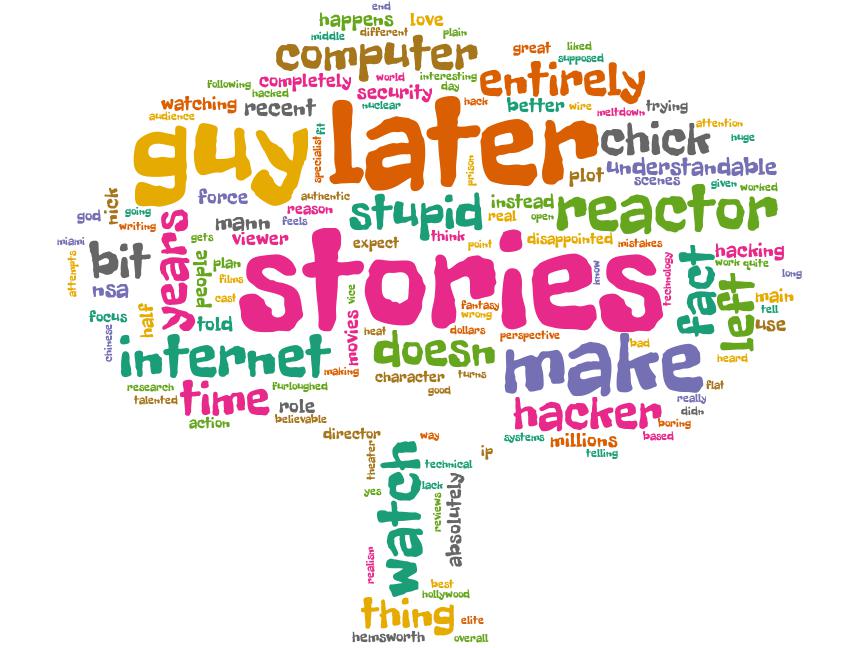 end
happens love
middle different plain
computer
great liked
supposed
following
hacked
completely
world
interesting
security
day
entirely
nuclear
hack
better wire
meltdown
trying
watching
audience
recent
guy
specialist
fit
later
prison
chick
attention
huge
plot
understandable
scenes
given worked
god
nick
going
writing
force
authentic
reason
feels
mann
viewer
stupid
instead
real
open
reactor
think
point
disappointed
mistakes
expect
miami
bit
attempts
nsa
years
gets
people
plan
films
cast
told
half
focus
chinese
stories
vice
movies
heat
fantasy
wrong
dollars
perspective
know
technology
fact
hacking
work quite
left
long
main
tell
use
heard
internet
making
doesn
character
turns
good
make
bad
flat
really
didn
research
talented
time
furloughed
role
believable
action
hacker
boring
based
systems
millions
telling
director
way
theater
watch
technical
ip
yes
lack
reviews
absolutely
realism
best
hollywood
thing
elite
hemsworth
overall